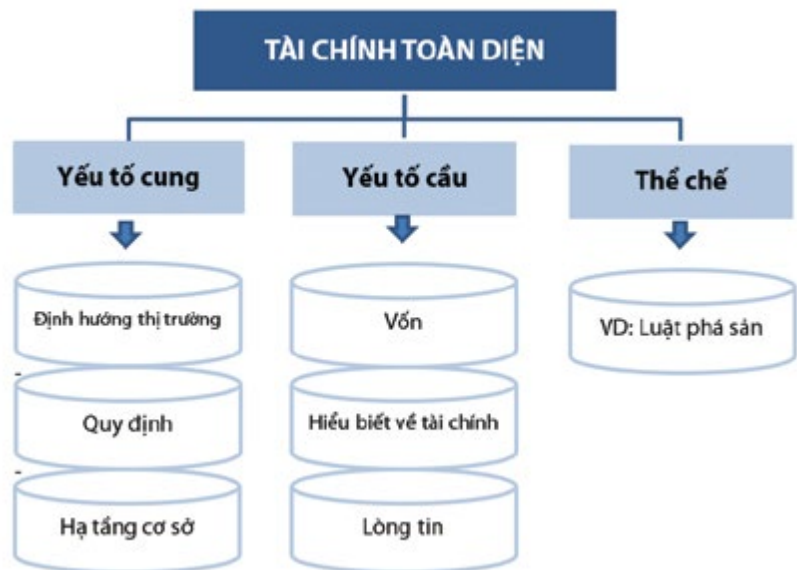 TÀI CHÍNH TOÀN DIỆN
Yếu tố cung
Yếu tố cầu
Thể chế
Định hướng thị trường
Vốn
VD: Luật phá sản
-
Quy định
Hiểu biết về tài chính
-
Hạ tầng cơ sở
Lòng tin